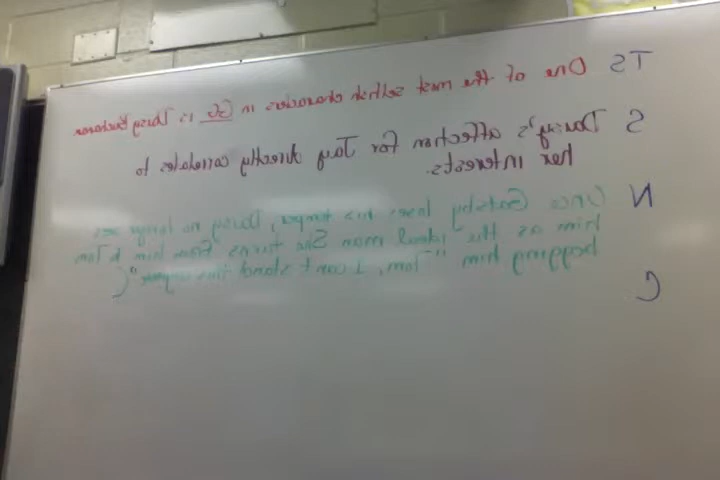 TS One of the most selfish characters in GG is Daisy Buchanan
S Daisy's affection for Jay directly correlates to
her interests.
N Once Gatsby loses his temper, Daisy no longer sees
him as the ideal man She turns from him to Tom
begging him "Tom, I can't stand this anymore" (
C